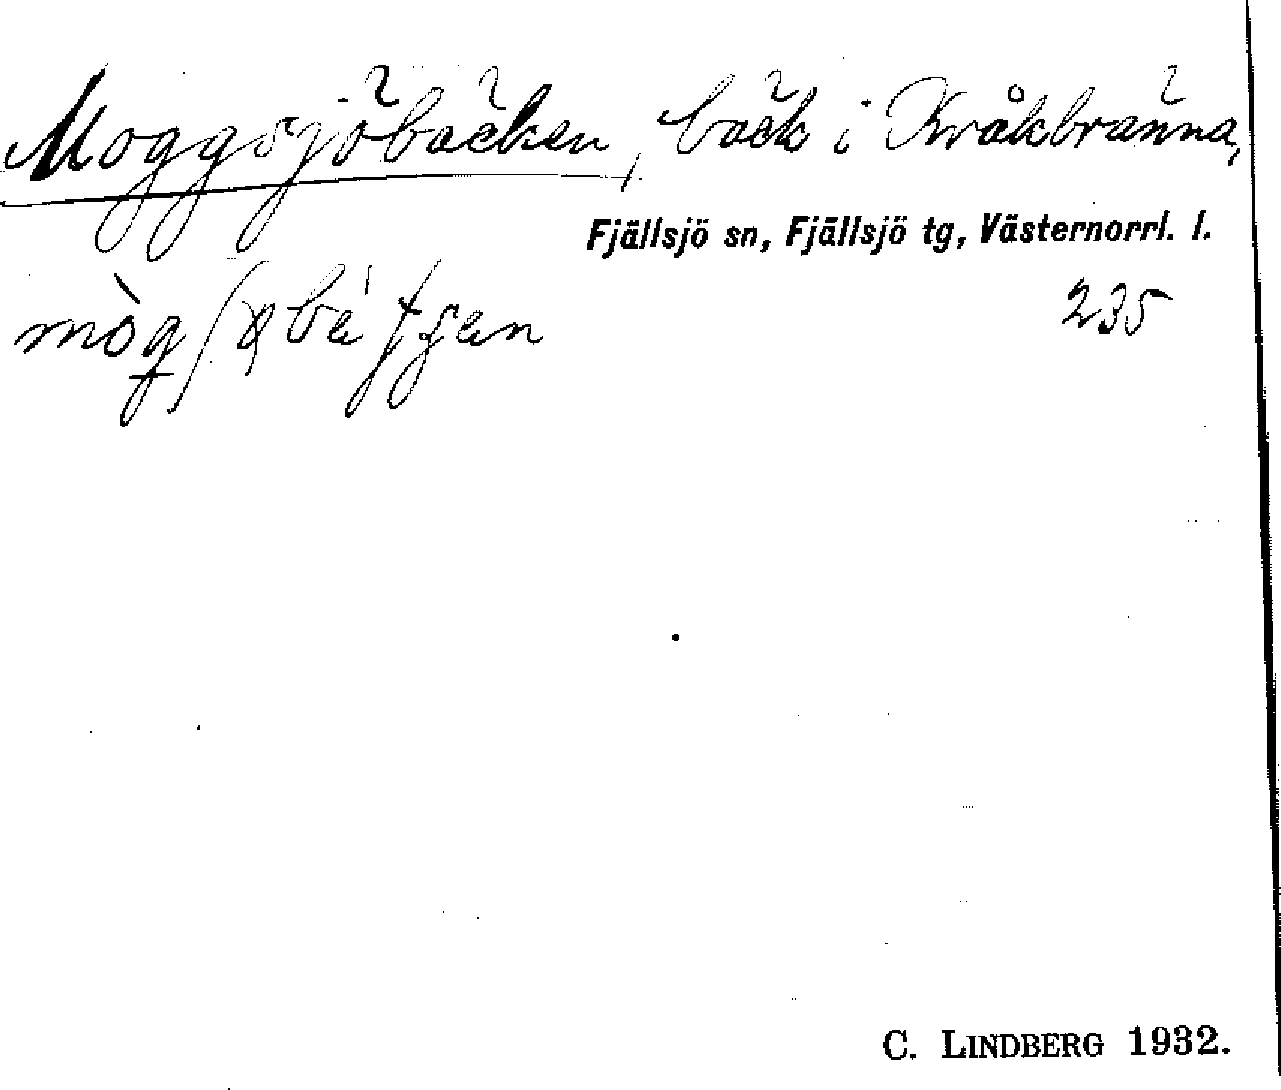 Moggsjöbäcken, bäck i Kråkbränna,
Fjällsjö sn, Fjällsjö tg, Västernorrl. l.
235
C. LINDBERG 1932.